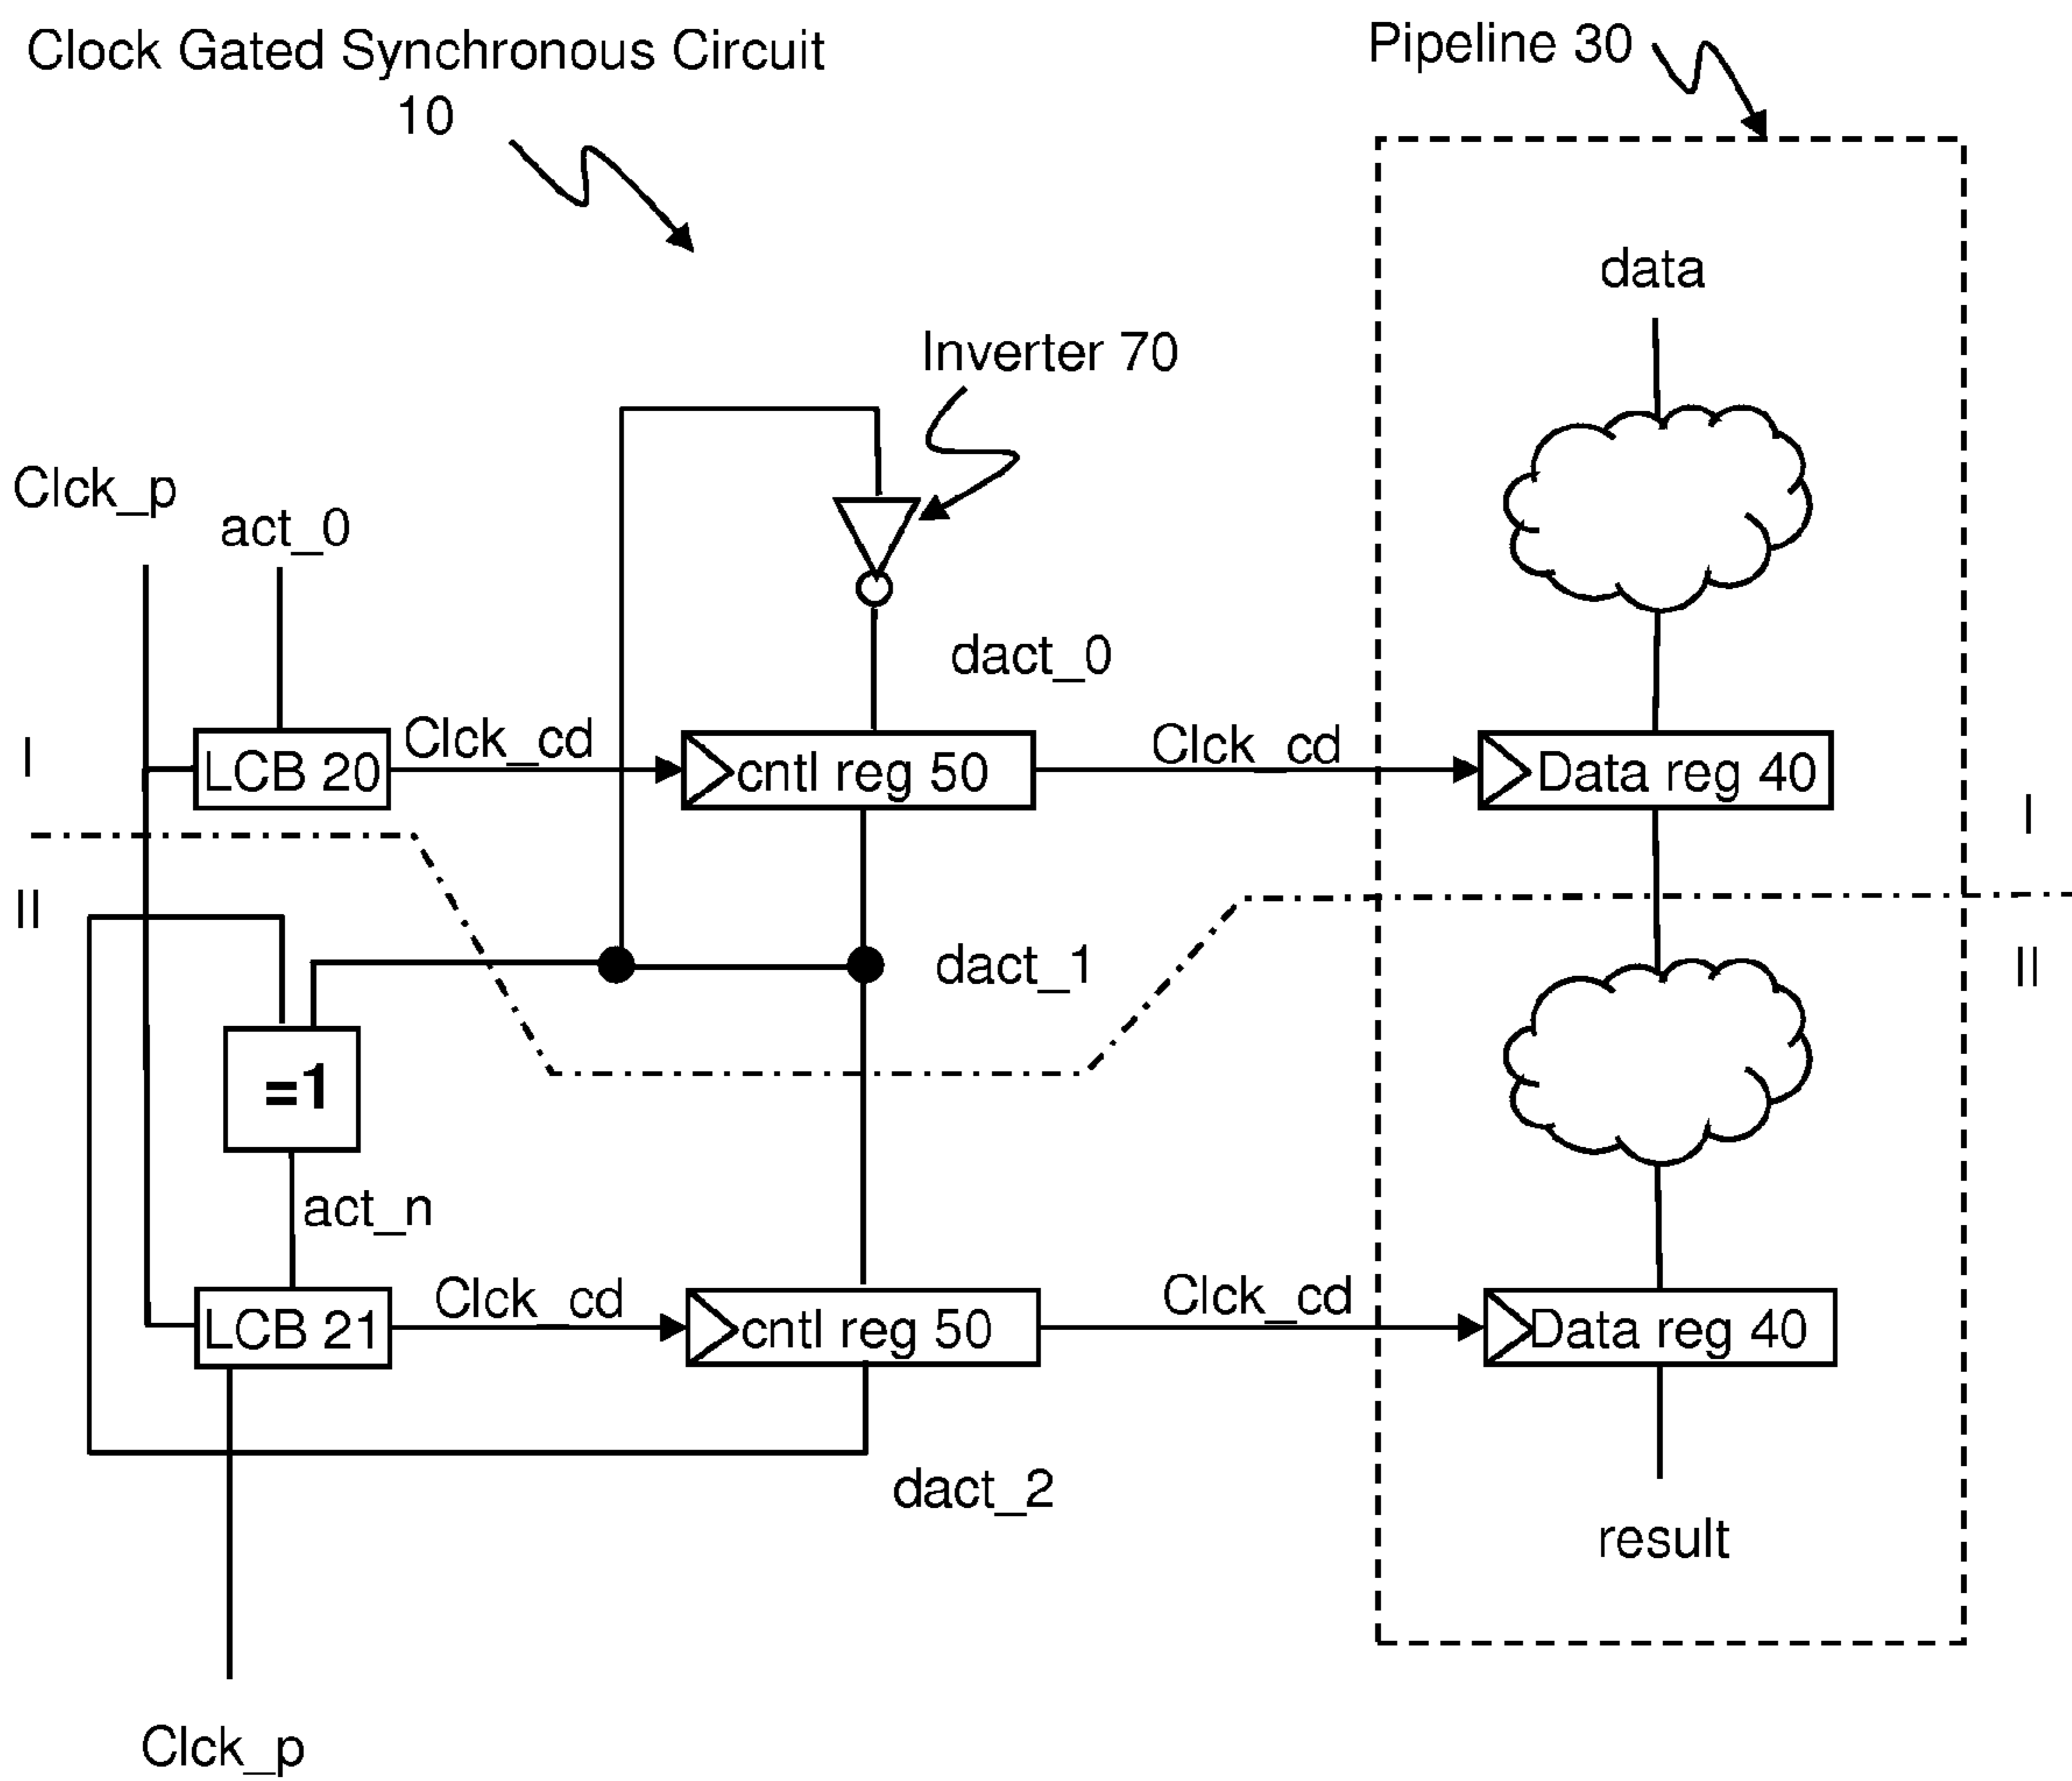 Clock Gated Synchronous Circuit
10
Pipeline 30
data
Inverter 70
Clck_p
act_0
dact_0
I
LCB 20
Clck_cd
cntl reg 50
Clck_cd
Data reg 40
I
II
dact_1
II
=1
act_n
LCB 21
Clck_cd
cntl reg 50
Clck_cd
Data reg 40
dact_2
result
Clck_p